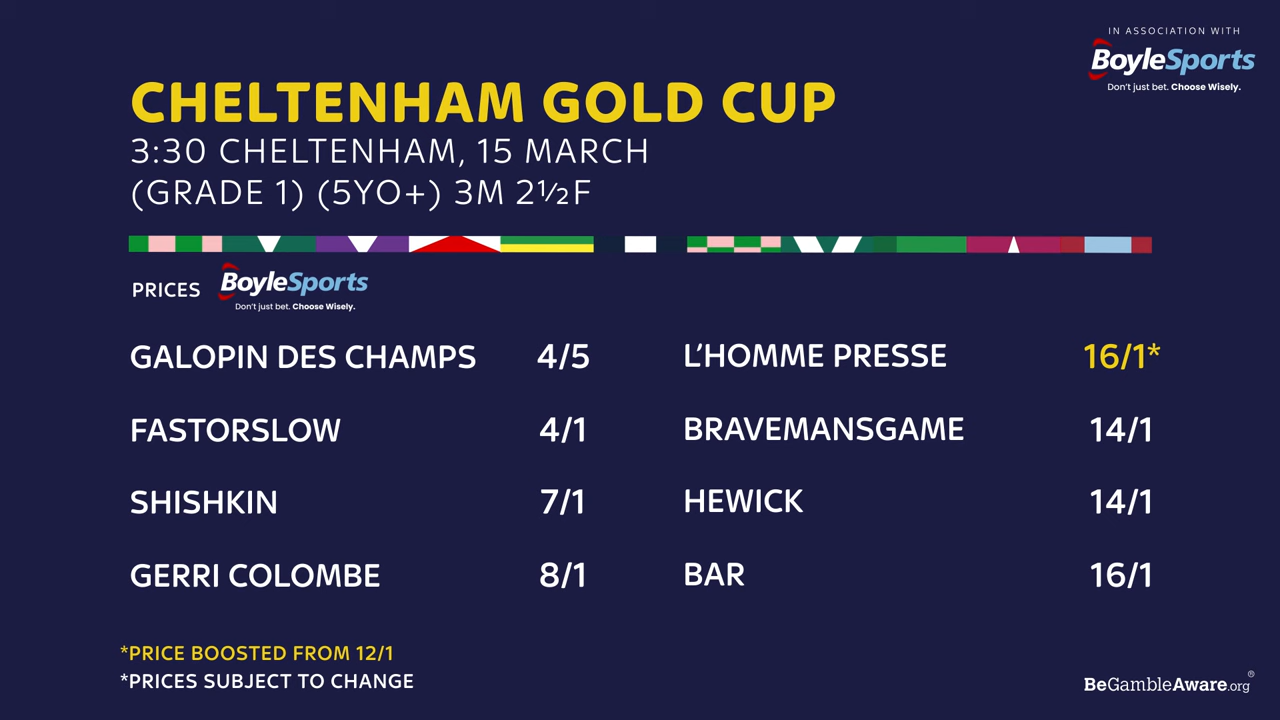 IN ASSOCIATION WITH
BoyleSports
Don't just bet. Choose Wisely.
CHELTENHAM GOLD CUP
3:30 CHELTENHAM, 15 MARCH
(GRADE 1) (5YO+) 3M 2½F
PRICES BoyleSports
Don't just bet. Choose Wisely.
GALOPIN DES CHAMPS 4/5 L'HOMME PRESSE 16/1*
FASTORSLOW 4/1 BRAVEMANSGAME 14/1
SHISHKIN 7/1 HEWICK 14/1
GERRI COLOMBE 8/1 BAR 16/1
*PRICE BOOSTED FROM 12/1
*PRICES SUBJECT TO CHANGE
BeGambleAware.org®